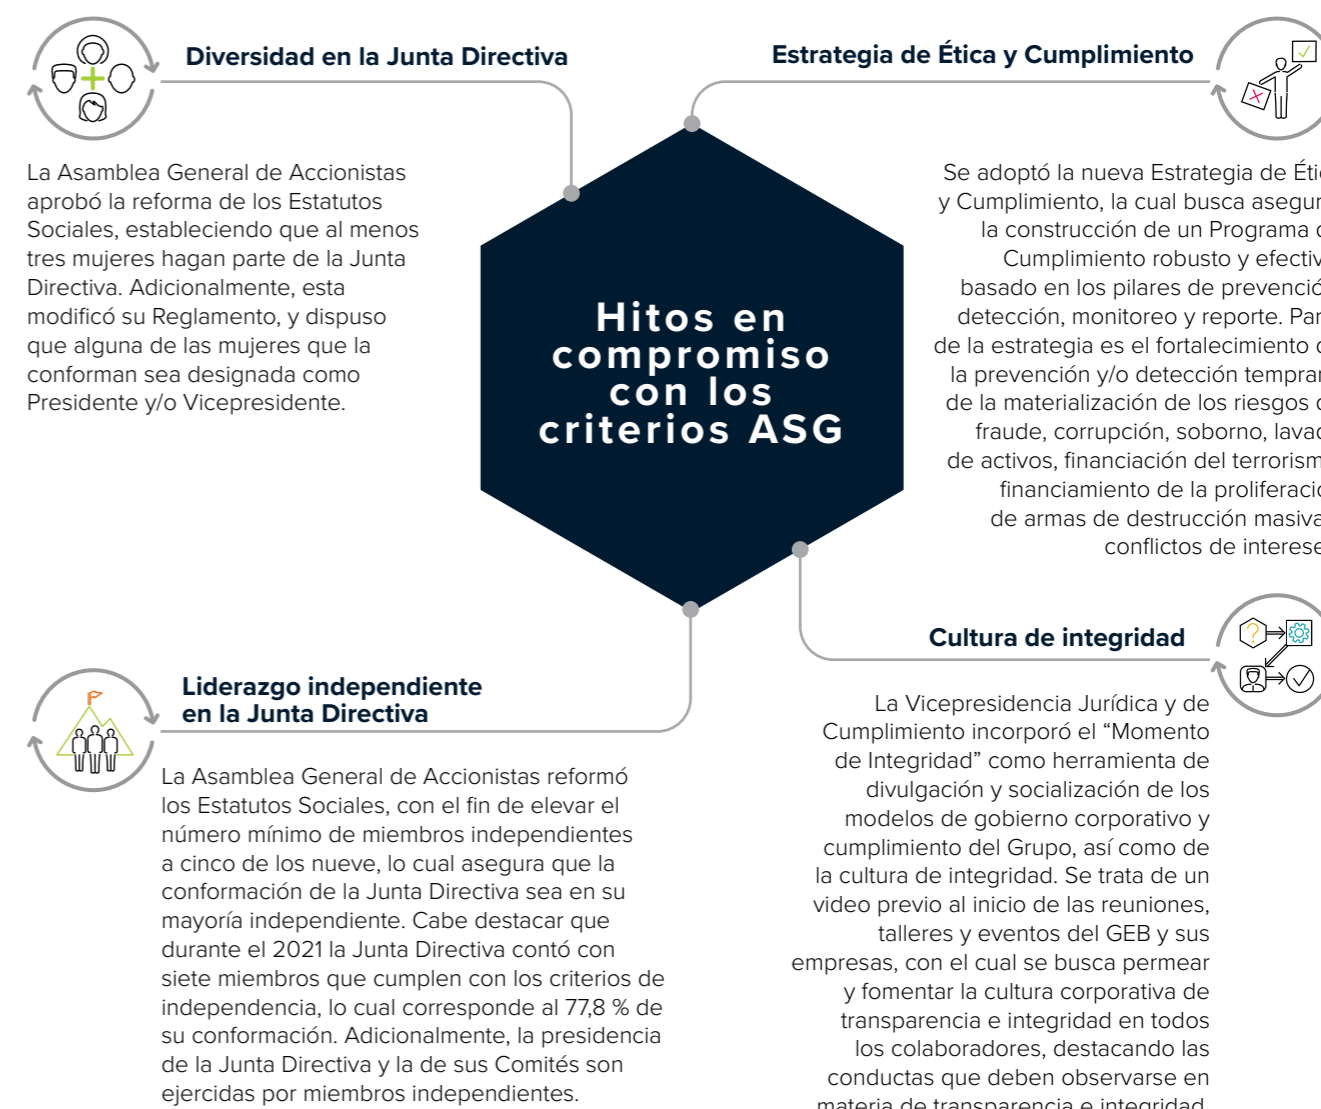 Diversidad en la Junta Directiva
La Asamblea General de Accionistas
aprobó la reforma de los Estatutos
Sociales, estableciendo que al menos
tres mujeres hagan parte de la Junta
Directiva. Adicionalmente, esta
modificó su Reglamento, y dispuso
que alguna de las mujeres que la
conforman sea designada como
Presidente y/o Vicepresidente.
Estrategia de Ética y Cumplimiento
Se adoptó la nueva Estrategia de
y Cumplimiento, la cual busca
la construcción de un Programa
Cumplimiento robusto y
basado en los pilares de
detección, monitoreo y reporte.
de la estrategia es el fortalecimiento
la prevención y/o detección
de la materialización de los riesgos
fraude, corrupción, soborno,
de activos, financiación del
financiamiento de la
de armas de destrucción
conflictos de
Hitos en
compromiso
con los
criterios ASG
Liderazgo independiente
en la Junta Directiva
La Asamblea General de Accionistas reformó
los Estatutos Sociales, con el fin de elevar el
número mínimo de miembros independientes
a cinco de los nueve, lo cual asegura que la
conformación de la Junta Directiva sea en su
mayoría independiente. Cabe destacar que
durante el 2021 la Junta Directiva contó con
siete miembros que cumplen con los criterios de
independencia, lo cual corresponde al 77,8 % de
su conformación. Adicionalmente, la presidencia
de la Junta Directiva y la de sus Comités son
ejercidas por miembros independientes.
Cultura de integridad
La Vicepresidencia Jurídica y de
Cumplimiento incorporó el “Momento
de Integridad” como herramienta de
divulgación y socialización de los
modelos de gobierno corporativo y
cumplimiento del Grupo, así como de
la cultura de integridad. Se trata de un
video previo al inicio de las reuniones,
talleres y eventos del GEB y sus
empresas, con el cual se busca permear
y fomentar la cultura corporativa de
transparencia e integridad en todos
los colaboradores, destacando las
conductas que deben observarse en
materia de transparencia e integridad.